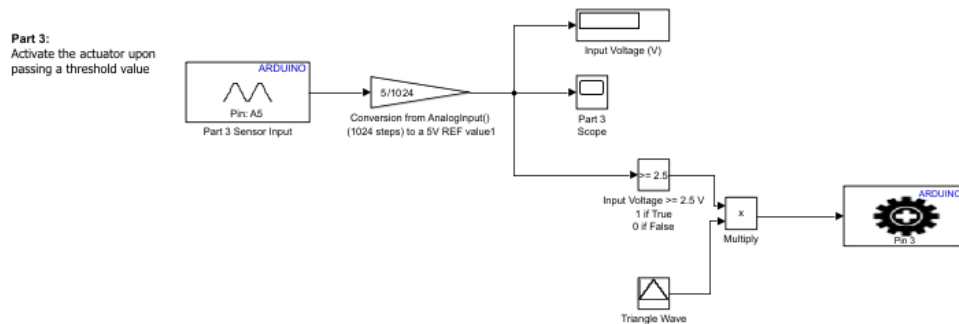 Part 3:
Activate the actuator upon
passing a threshold value
ARDUINO
Pin: A5
Part 3 Sensor Input
5/1024
Conversion from AnalogInput()
(1024 steps) to a 5V REF value1
Input Voltage (V)
Part 3
Scope
>= 2.5
Input Voltage >= 2.5 V
1 if True
0 if False
x
Multiply
ARDUINO
Pin 3
Triangle Wave